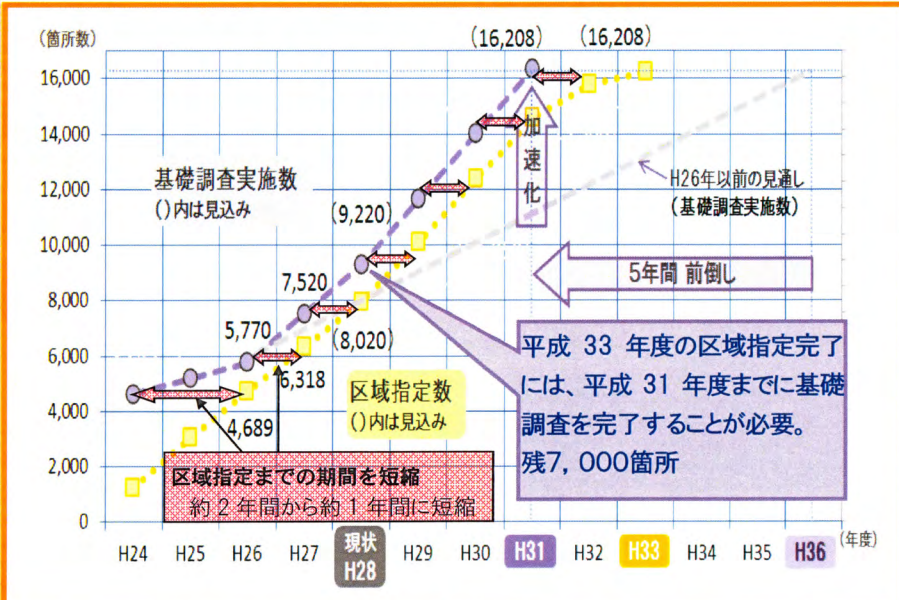 (箇所数)
(16,208)
(16,208)
16,000
14,000
12,000
10,000
8,000
6,000
4,000
2,000
0
基礎調査実施数
()内は見込み
(9,220)
7,520
5,770
(8,020)
6,318
4,689
加速化
H26年以前の見通し
(基礎調査実施数)
5年間 前倒し
区域指定数
()内は見込み
平成 33 年度の区域指定完了
には、平成 31 年度までに基礎
調査を完了することが必要。
残7,000箇所
区域指定までの期間を短縮
約2年間から約1年間に短縮
H24
H25
H26
H27
現状
H28
H29
H30
H31
H32
H33
H34
H35
H36
(年度)